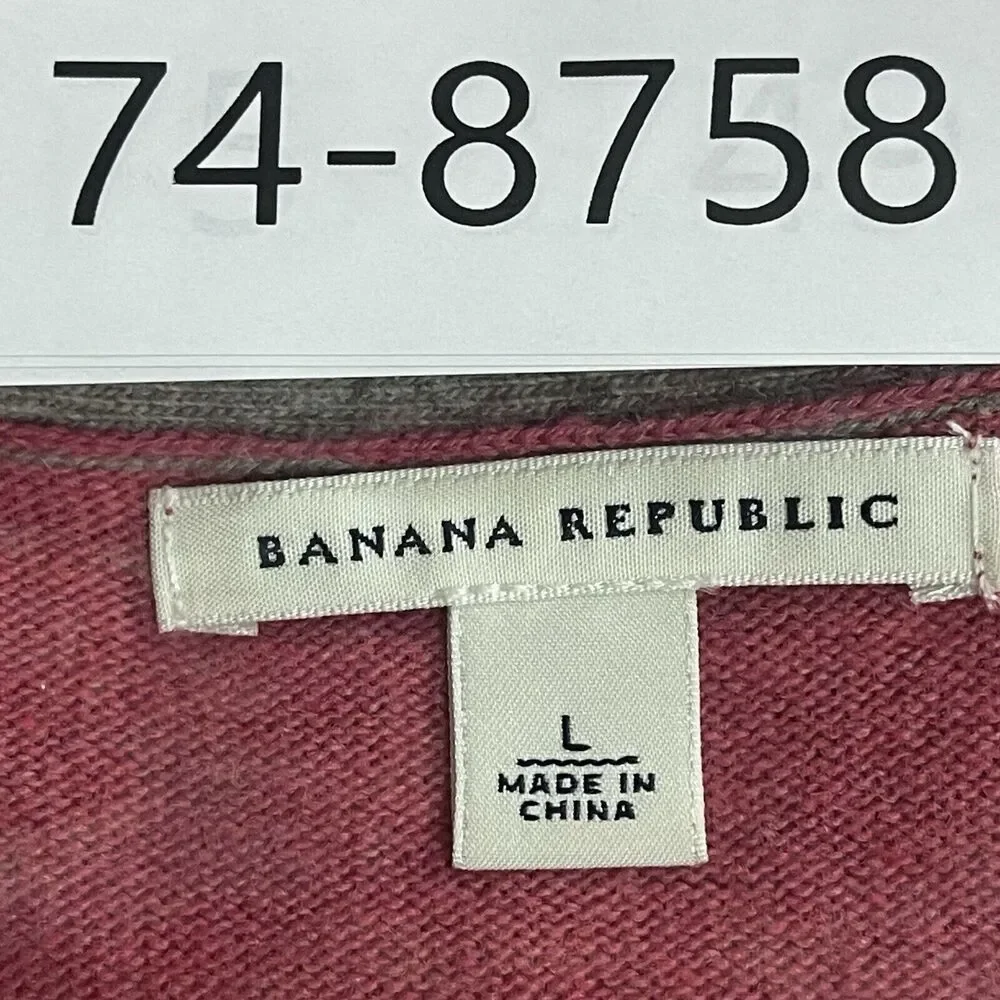 74-8758
BANANA REPUBLIC
L
MADE IN
CHINA